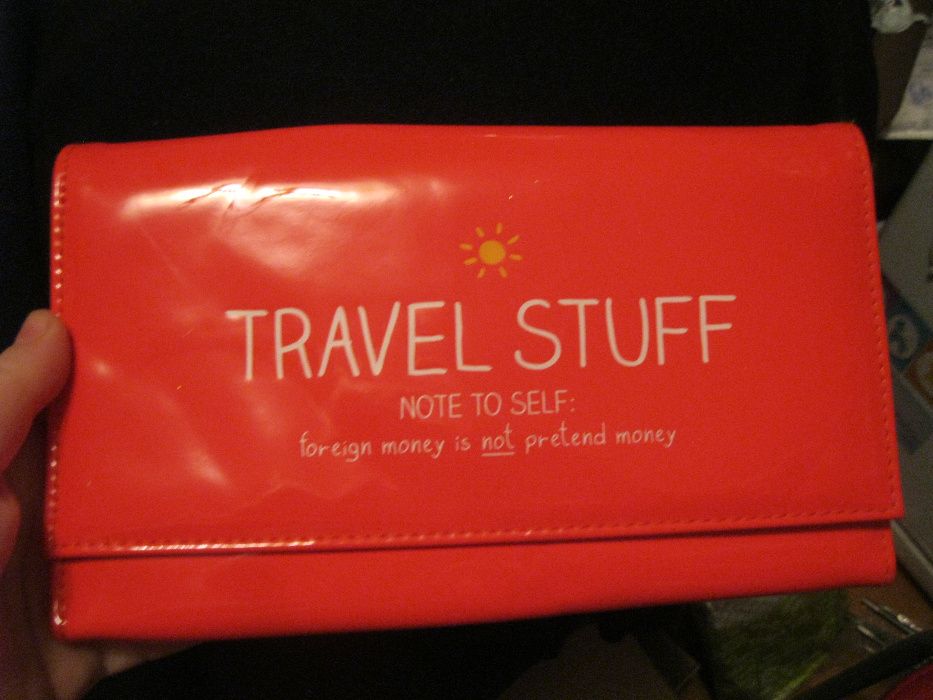 TRAVEL STUFF
NOTE TO SELF:
foreign money is not pretend money